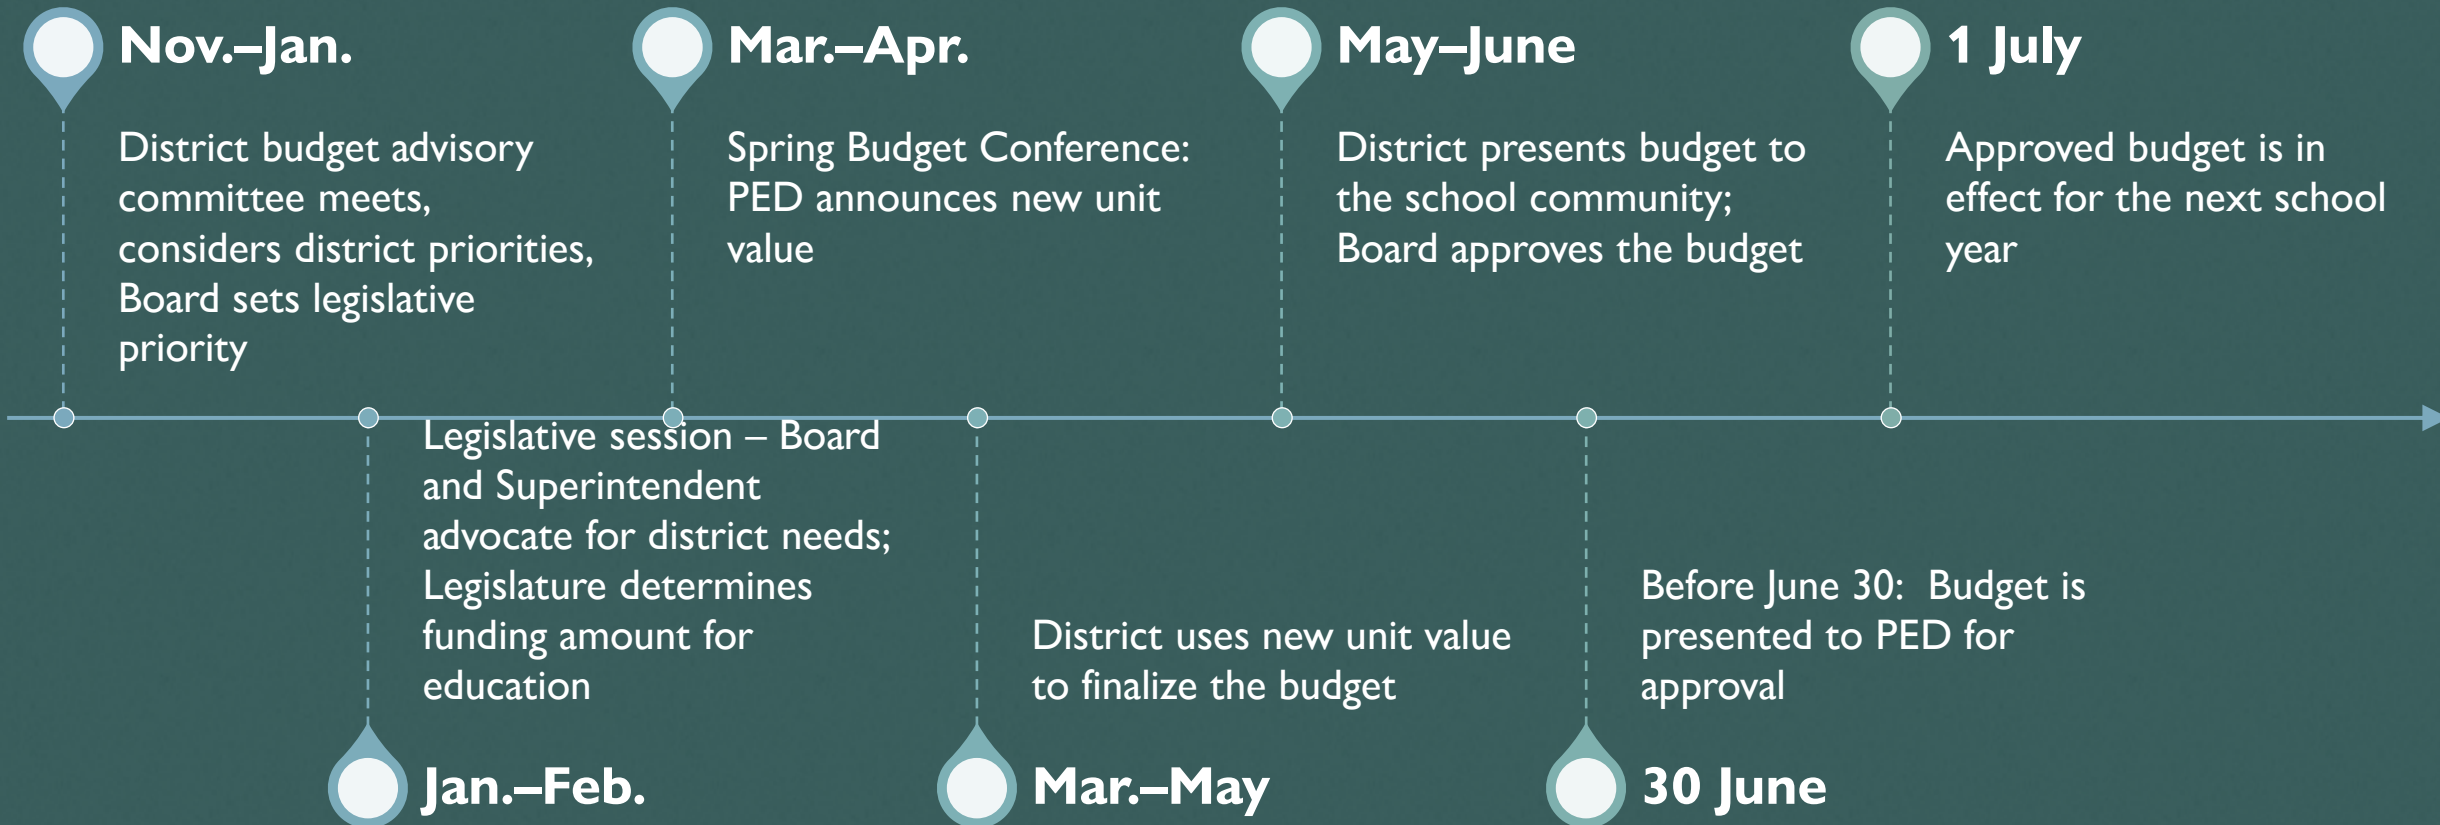 Nov.–Jan.
District budget advisory
committee meets,
considers district priorities,
Board sets legislative
priority
Legislative session – Board
and Superintendent
advocate for district needs;
Legislature determines
funding amount for
education
Jan.–Feb.
Mar.–Apr.
Spring Budget Conference:
PED announces new unit
value
District uses new unit value
to finalize the budget
Mar.–May
May–June
District presents budget to
the school community;
Board approves the budget
Before June 30:  Budget is
presented to PED for
approval
30 June
1 July
Approved budget is in
effect for the next school
year